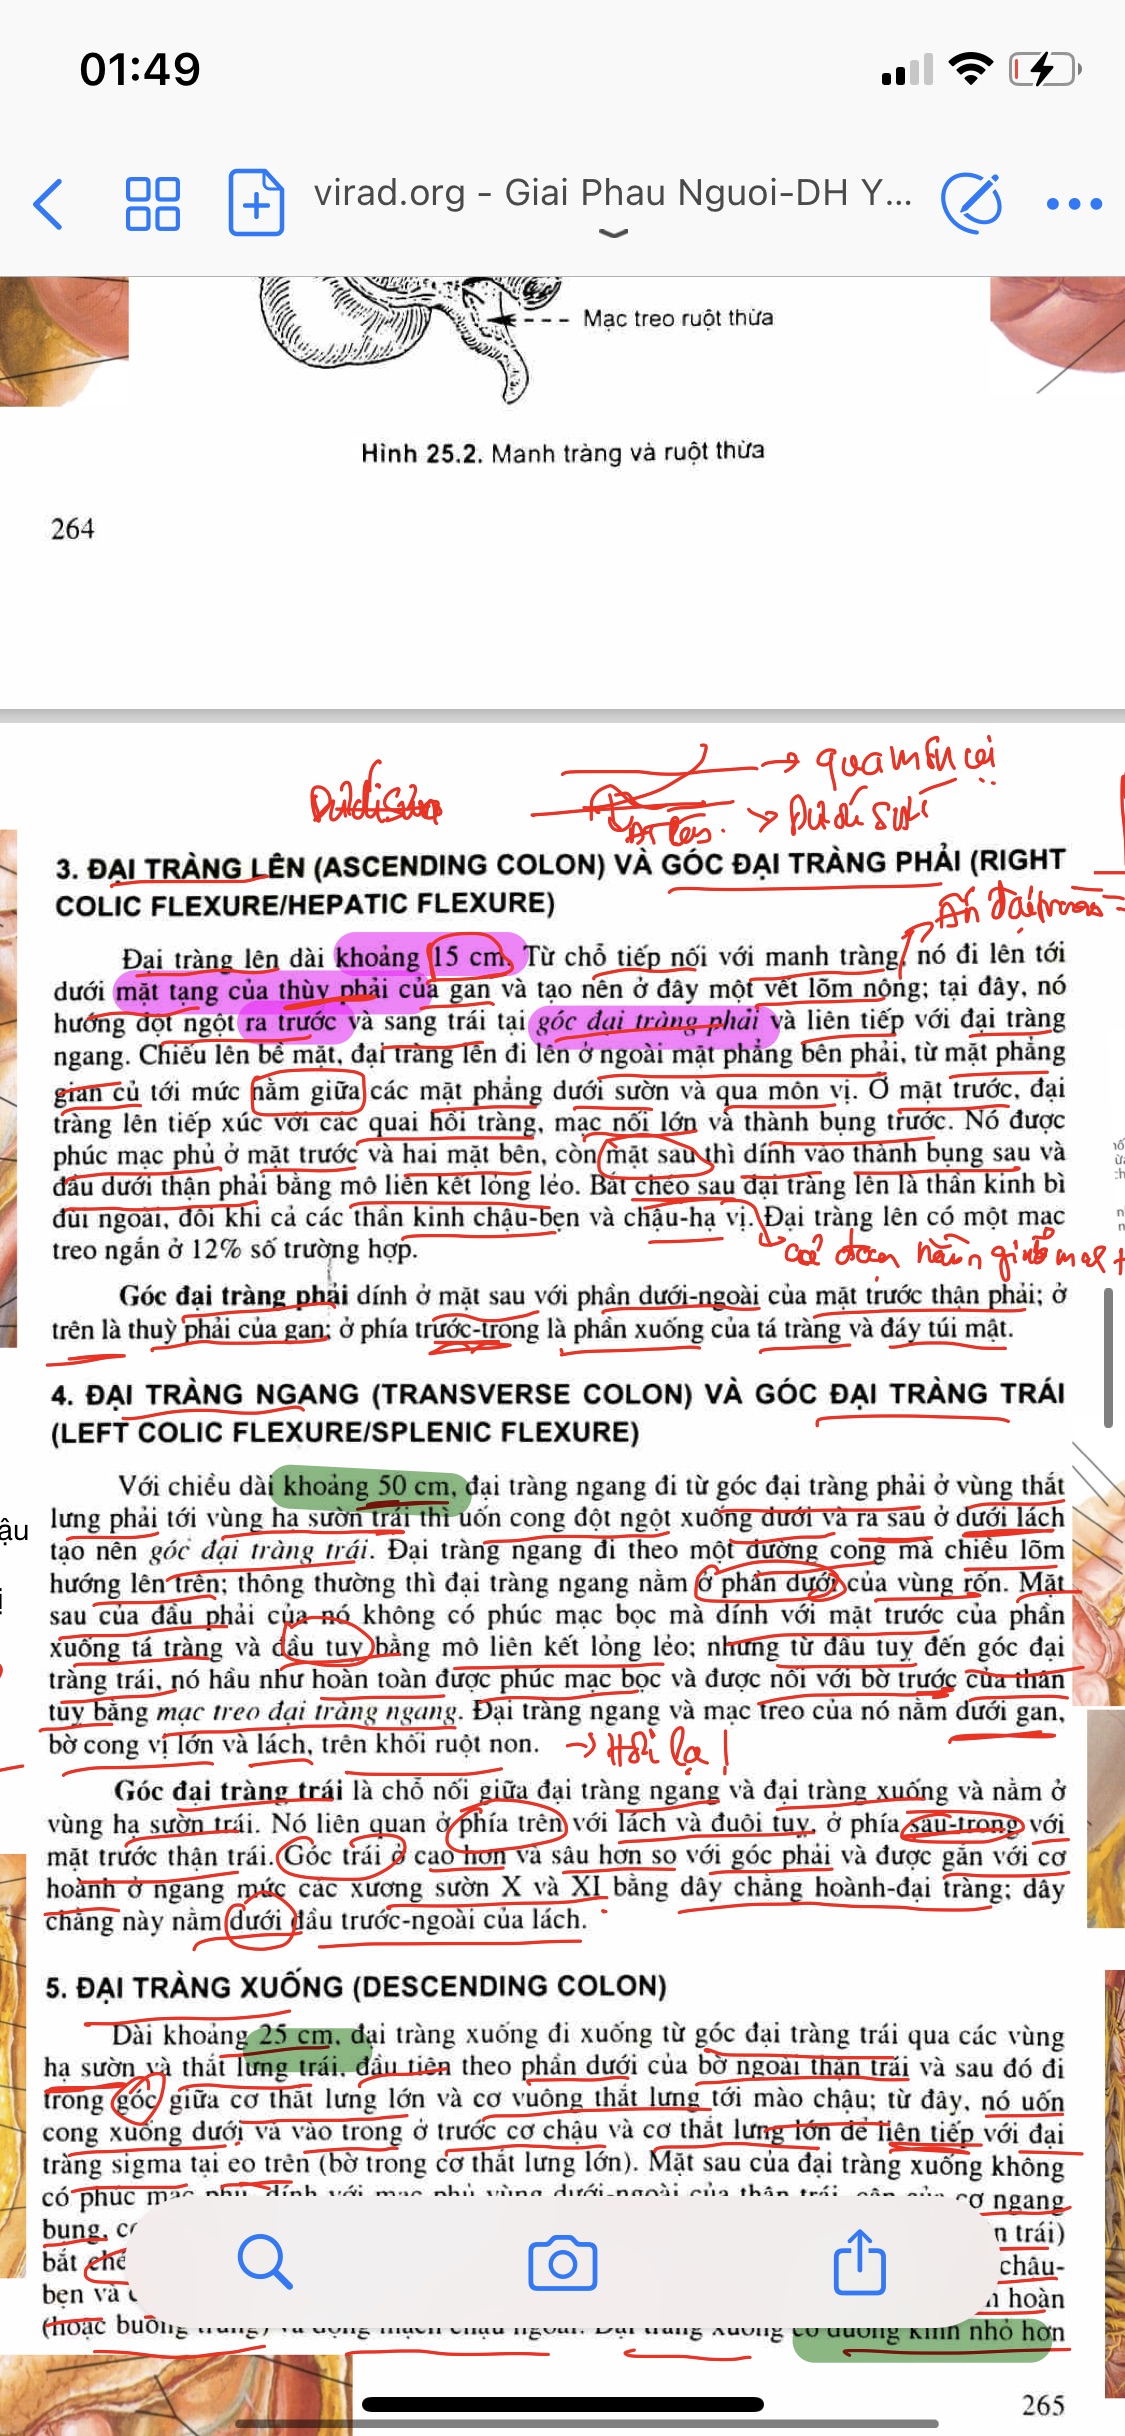 01:49
virad.org - Giai Phau Nguoi-DH Y...
Mạc treo ruột thừa
Hình 25.2. Manh tràng và ruột thừa
264
3. ĐẠI TRÀNG LÊN (ASCENDING COLON) VÀ GÓC ĐẠI TRÀNG PHẢI (RIGHT
COLIC FLEXURE/HEPATIC FLEXURE)
Đại tràng lên dài khoảng 15 cm. Từ chỗ tiếp nối với manh tràng, nó đi lên tới
dưới mặt tạng của thùy phải của gan và tạo nên ở đây một vết lõm nông; tại đây, nó
hướng đột ngột ra trước và sang trái tại góc đại tràng phải và liên tiếp với đại tràng
ngang. Chiếu lên bề mặt, đại tràng lên đi lên ở ngoài mặt phẳng bên phải, từ mặt phẳng
gian củ tới mức nằm giữa các mặt phẳng dưới sườn và qua môn vị. Ở mặt trước, đại
tràng lên tiếp xúc với các quai hồi tràng, mạc nối lớn và thành bụng trước. Nó được
phúc mạc phủ ở mặt trước và hai mặt bên, còn mặt sau thì dính vào thành bụng sau và
đầu dưới thận phải bằng mô liên kết lỏng lẻo. Bắt chéo sau đại tràng lên là thần kinh bì
đùi ngoài, đôi khi cả các thần kinh chậu-bẹn và chậu-hạ vị. Đại tràng lên có một mạc
treo ngắn ở 12% số trường hợp.
Góc đại tràng phải dính ở mặt sau với phần dưới-ngoài của mặt trước thận phải; ở
trên là thuỳ phải của gan; ở phía trước-trong là phần xuống của tá tràng và đáy túi mật.
4. ĐẠI TRÀNG NGANG (TRANSVERSE COLON) VÀ GÓC ĐẠI TRÀNG TRÁI
(LEFT COLIC FLEXURE/SPLENIC FLEXURE)
Với chiều dài khoảng 50 cm, đại tràng ngang đi từ góc đại tràng phải ở vùng thắt
lưng phải tới vùng hạ sườn trái thì uốn cong đột ngột xuống dưới và ra sau ở dưới lách
tạo nên góc đại tràng trái. Đại tràng ngang đi theo một đường cong mà chiều lõm
hướng lên trên; thông thường thì đại tràng ngang nằm ở phần dưới của vùng rốn. Mặt
sau của đầu phải của nó không có phúc mạc bọc mà dính với mặt trước của phần
xuống tá tràng và đầu tuỵ bằng mô liên kết lỏng lẻo; nhưng từ đầu tuỵ đến góc đại
tràng trái, nó hầu như hoàn toàn được phúc mạc bọc và được nối với bờ trước của thân
tuỵ bằng mạc treo đại tràng ngang. Đại tràng ngang và mạc treo của nó nằm dưới gan,
bờ cong vị lớn và lách, trên khối ruột non. → Hỏi lại !
Góc đại tràng trái là chỗ nối giữa đại tràng ngang và đại tràng xuống và nằm ở
vùng hạ sườn trái. Nó liên quan ở phía trên với lách và đuôi tuỵ, ở phía sau-trong với
mặt trước thận trái. Góc trái ở cao hơn và sâu hơn so với góc phải và được gắn với cơ
hoành ở ngang mức các xương sườn X và XI bằng dây chằng hoành-đại tràng; dây
chằng này nằm dưới đầu trước-ngoài của lách.
5. ĐẠI TRÀNG XUỐNG (DESCENDING COLON)
Dài khoảng 25 cm, đại tràng xuống đi xuống từ góc đại tràng trái qua các vùng
hạ sườn và thắt lưng trái, đầu tiên theo phần dưới của bờ ngoài thận trái và sau đó đi
trong góc giữa cơ thắt lưng lớn và cơ vuông thắt lưng tới mào chậu; từ đây, nó uốn
cong xuống dưới và vào trong ở trước cơ chậu và cơ thắt lưng lớn để liên tiếp với đại
tràng sigma tại eo trên (bờ trong cơ thắt lưng lớn). Mặt sau của đại tràng xuống không
có phúc mạc phủ, dính với mạc phủ vùng dưới-ngoài của thận trái, cân của cơ ngang
bụng, n trái)
bắt ché chậu-
bẹn và hoàn
(hoặc buồng trứng) và động mạch chậu ngoài. Đại tràng xuống có đường kính nhỏ hơn
265